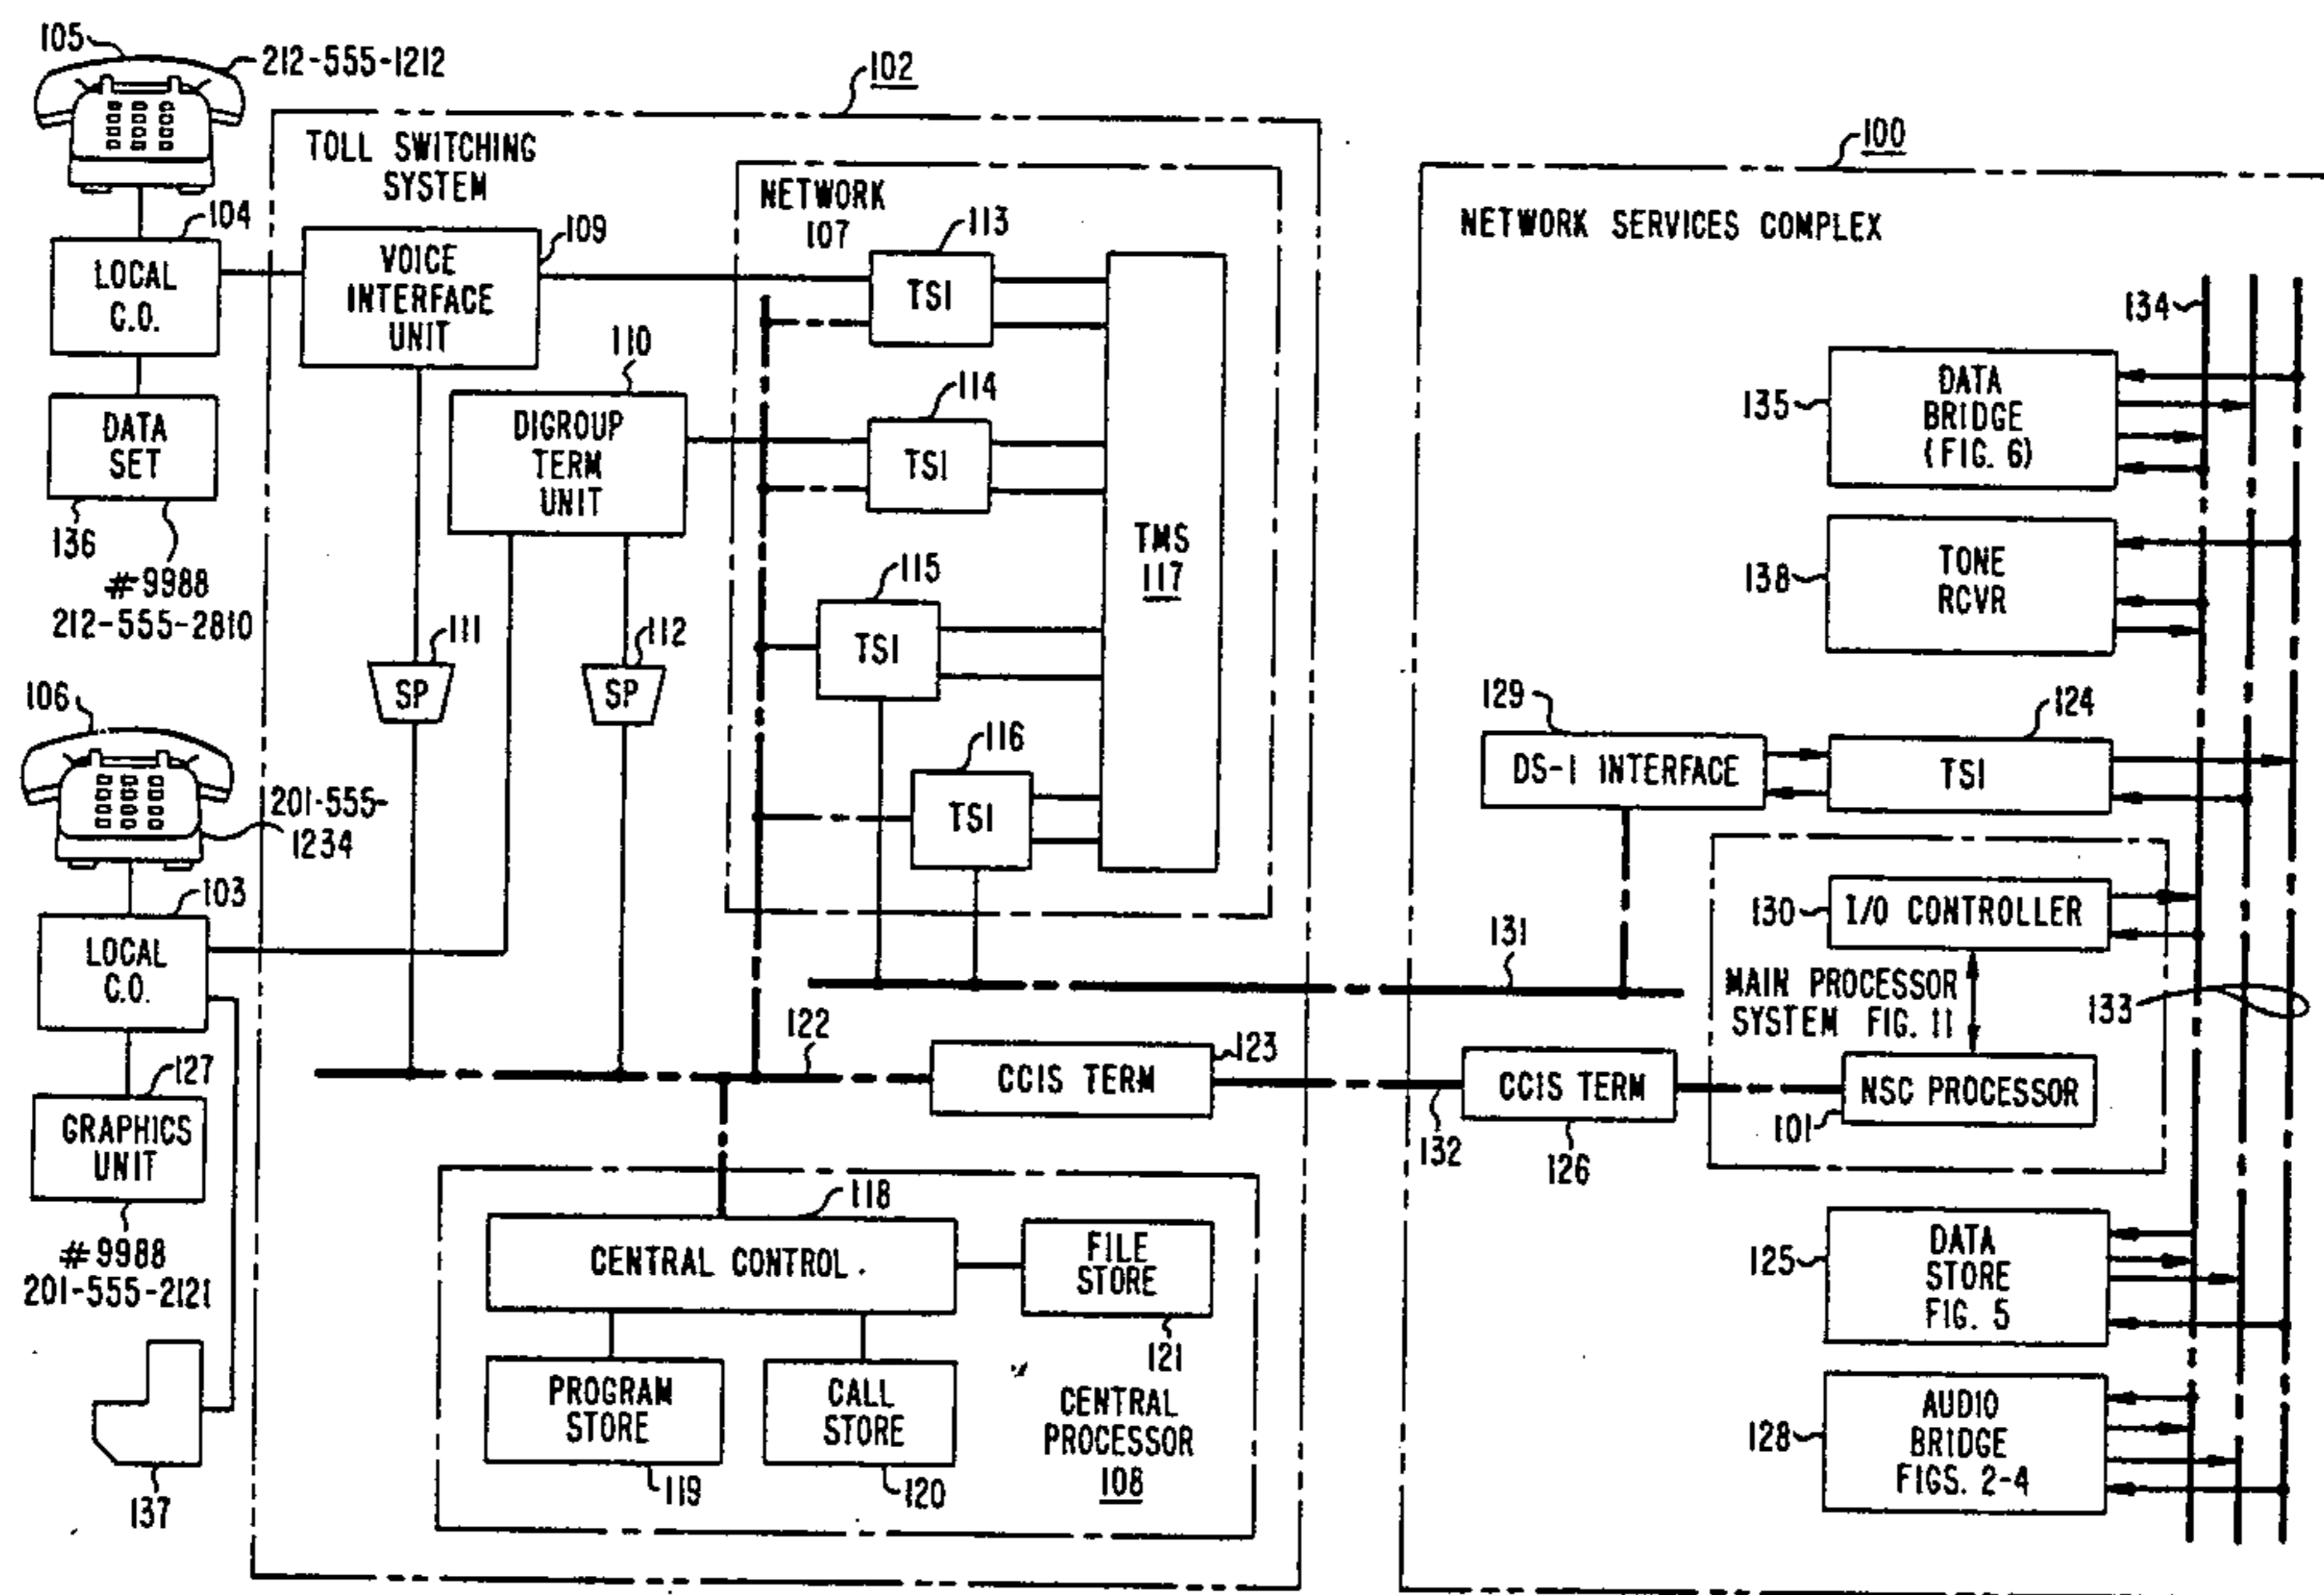 105
212-555-1212
104
LOCAL
C.O.
DATA
SET
136
#9988
212-555-2810
106
201-555-
1234
103
LOCAL
C.O.
127
GRAPHICS
UNIT
#9988
201-555-2121
137
102
TOLL SWITCHING
SYSTEM
109
VOICE
INTERFACE
UNIT
110
DIGROUP
TERM
UNIT
111
SP
112
SP
NETWORK
107
113
TSI
114
TSI
115
TSI
116
TSI
TMS
117
122
CCIS TERM
123
118
CENTRAL CONTROL
FILE
STORE
121
PROGRAM
STORE
119
CALL
STORE
120
CENTRAL
PROCESSOR
108
100
NETWORK SERVICES COMPLEX
134
135
DATA
BRIDGE
(FIG. 6)
138
TONE
RCVR
129
DS-1 INTERFACE
124
TSI
130
I/O CONTROLLER
131
MAIN PROCESSOR
SYSTEM FIG. 11
133
132
CCIS TERM
126
NSC PROCESSOR
101
125
DATA
STORE
FIG. 5
128
AUDIO
BRIDGE
FIGS. 2-4